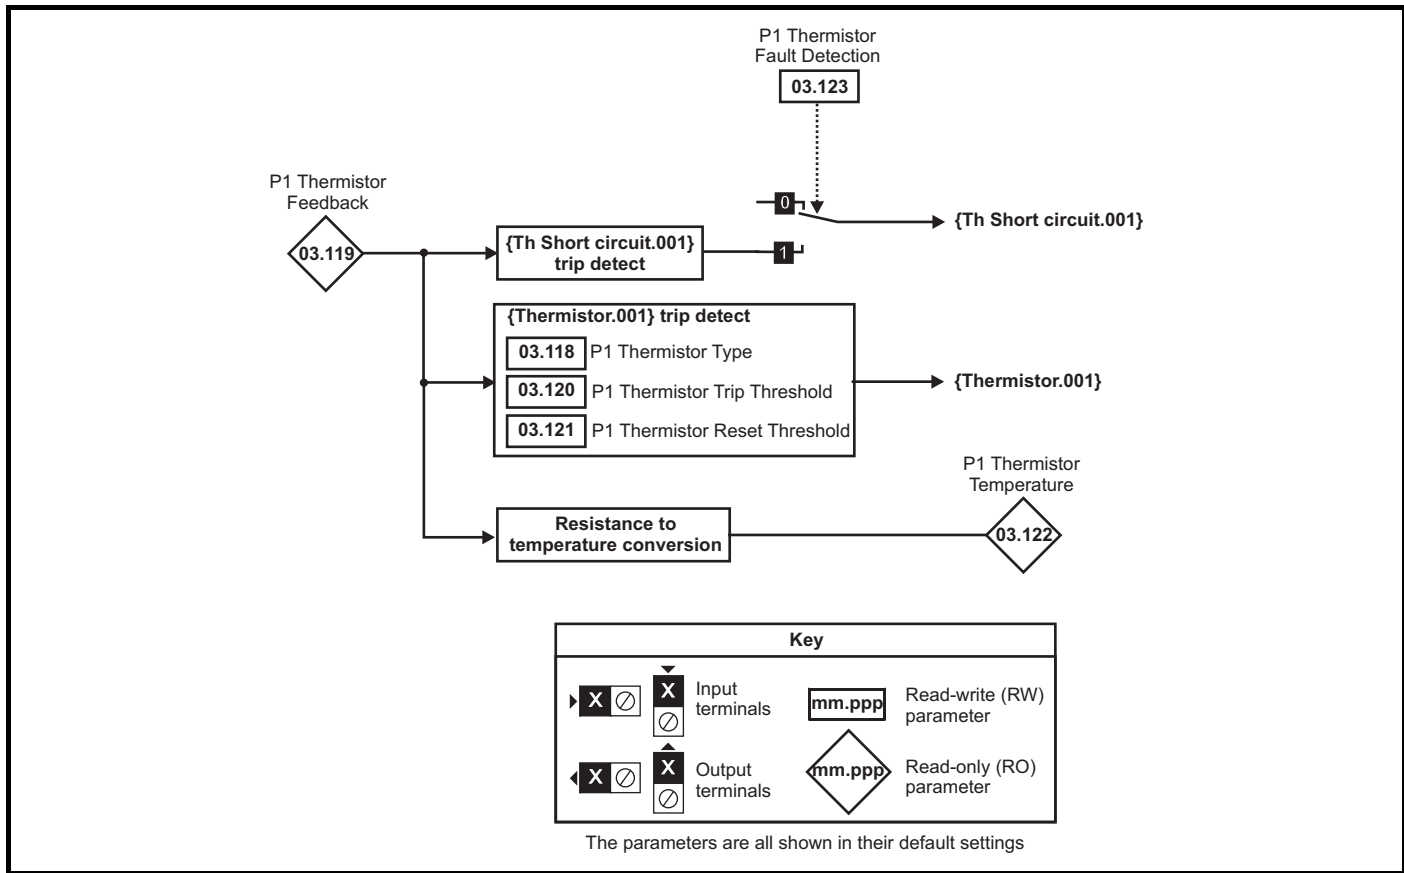 P1 Thermistor
Fault Detection
03.123
P1 Thermistor
Feedback
03.119
0
{Th Short circuit.001}
{Th Short circuit.001}
trip detect
1
{Thermistor.001} trip detect
03.118 P1 Thermistor Type
03.120 P1 Thermistor Trip Threshold
03.121 P1 Thermistor Reset Threshold
{Thermistor.001}
P1 Thermistor
Temperature
03.122
Resistance to
temperature conversion
Key
X
X
Input
terminals
mm.ppp
Read-write (RW)
parameter
X
X
Output
terminals
mm.ppp
Read-only (RO)
parameter
The parameters are all shown in their default settings